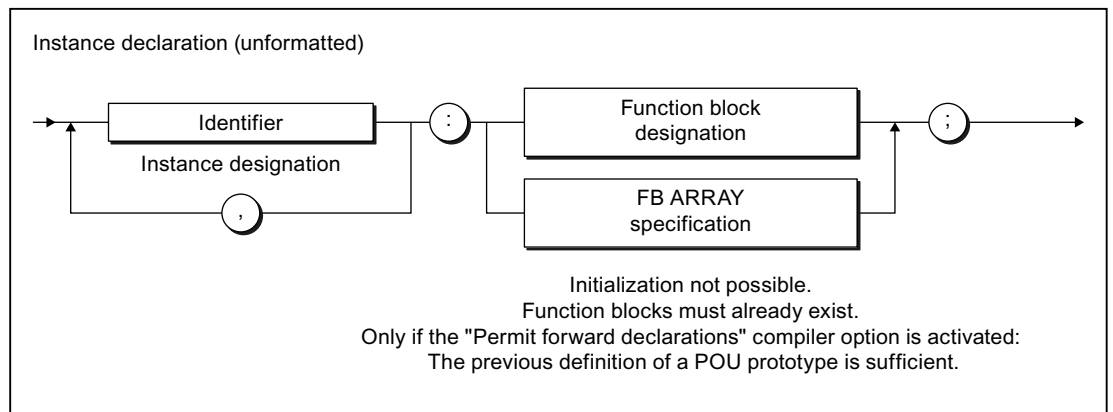 Instance declaration (unformatted)
Identifier
:
Function block
designation
;
Instance designation
,
FB ARRAY
specification
Initialization not possible.
Function blocks must already exist.
Only if the "Permit forward declarations" compiler option is activated:
The previous definition of a POU prototype is sufficient.